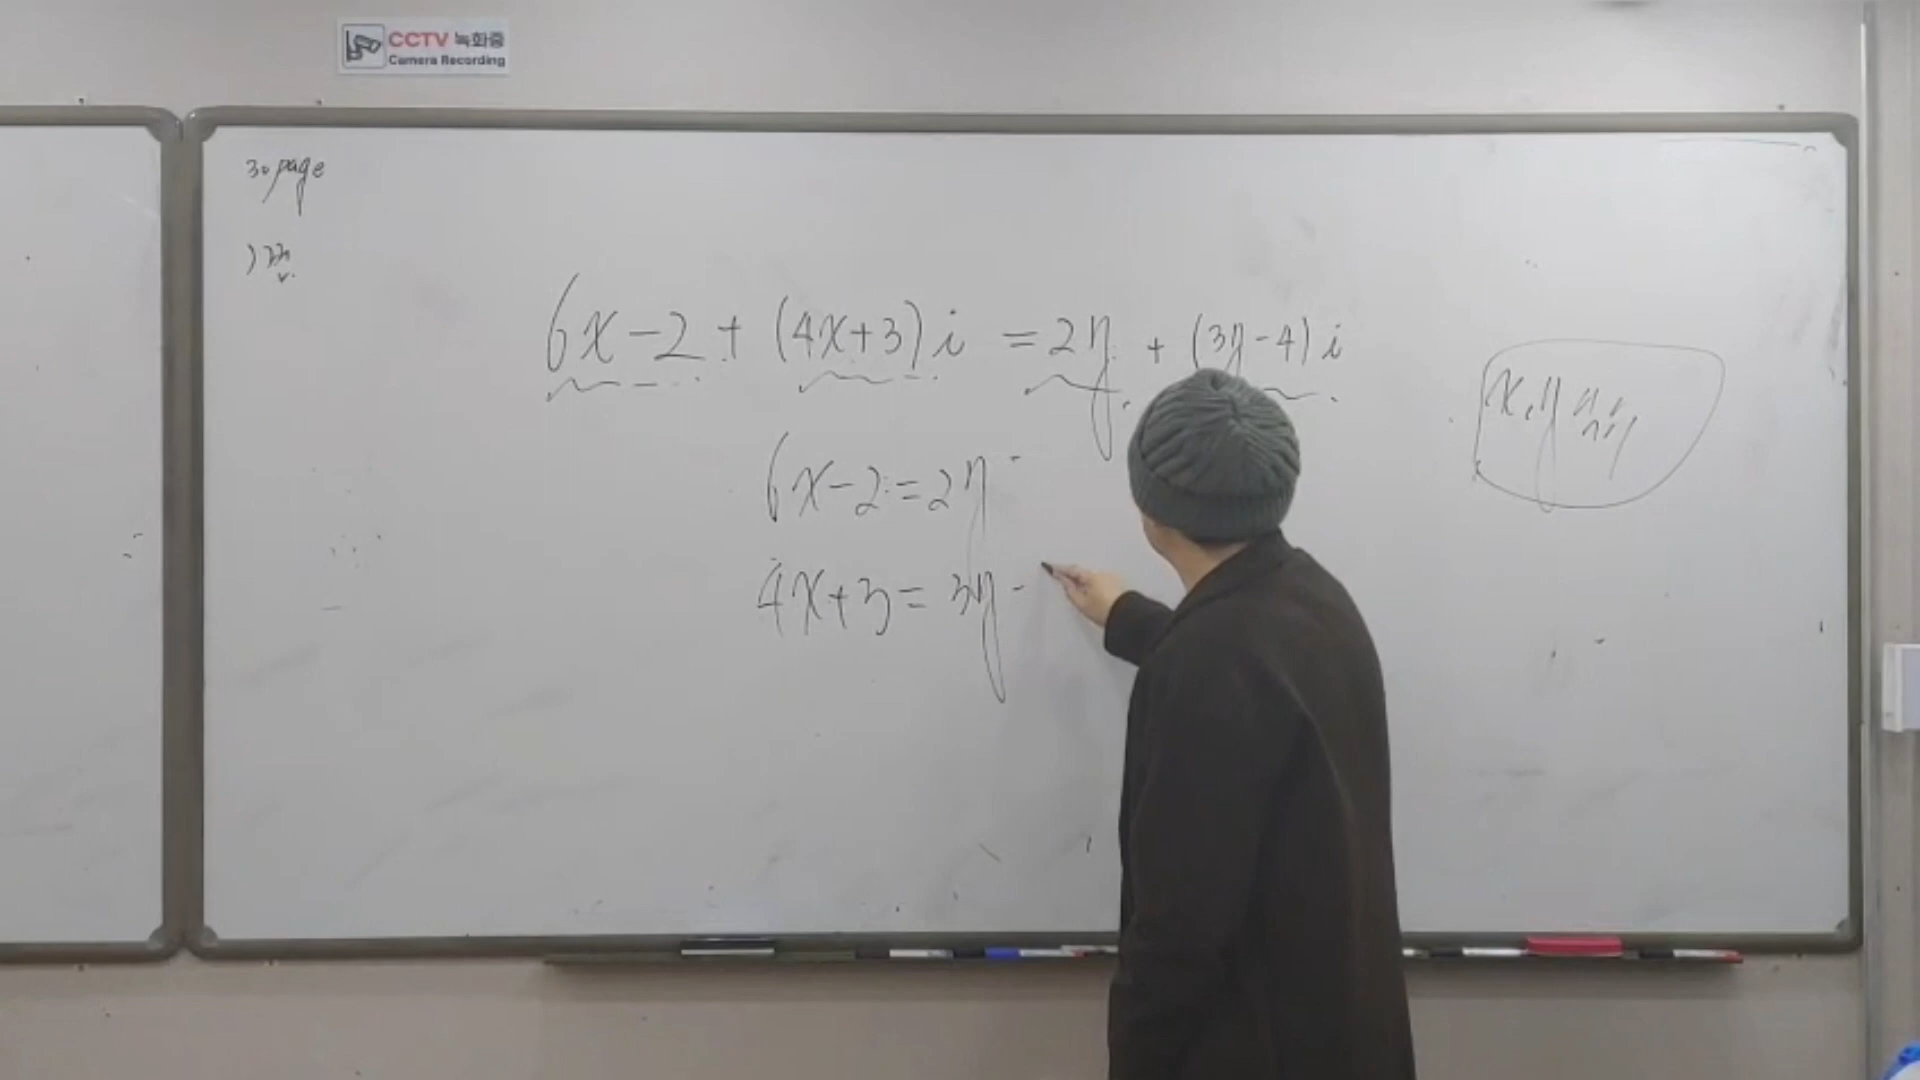 CCTV 녹화중
Camera Recording
30 page
6x-2 + (4x+3)i = 2y + (3y-4)i
x, y
6x-2 = 2y
4x+3 = 3y-